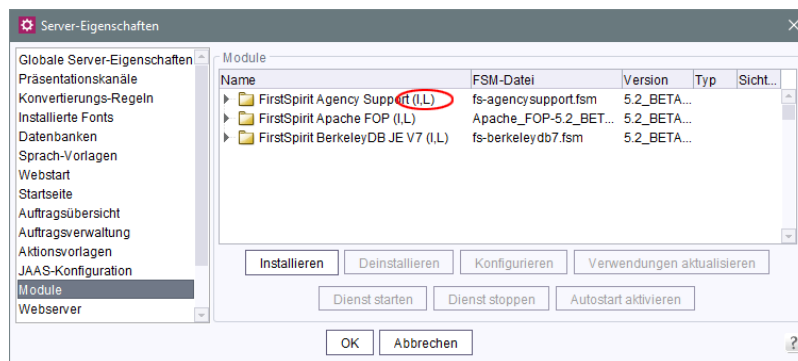 Server-Eigenschaften
Globale Server-Eigenschaften
Präsentationskanäle
Konvertierungs-Regeln
Installierte Fonts
Datenbanken
Sprach-Vorlagen
Webstart
Startseite
Auftragsübersicht
Auftragsverwaltung
Aktionsvorlagen
JAAS-Konfiguration
Module
Webserver
Module
Name FSM-Datei Version Typ Sicht...
FirstSpirit Agency Support (I,L) fs-agencysupport.fsm 5.2_BETA...
FirstSpirit Apache FOP (I,L) Apache_FOP-5.2_BET... 5.2_BETA...
FirstSpirit BerkeleyDB JE V7 (I,L) fs-berkeleydb7.fsm 5.2_BETA...
Installieren Deinstallieren Konfigurieren Verwendungen aktualisieren
Dienst starten Dienst stoppen Autostart aktivieren
OK Abbrechen ?